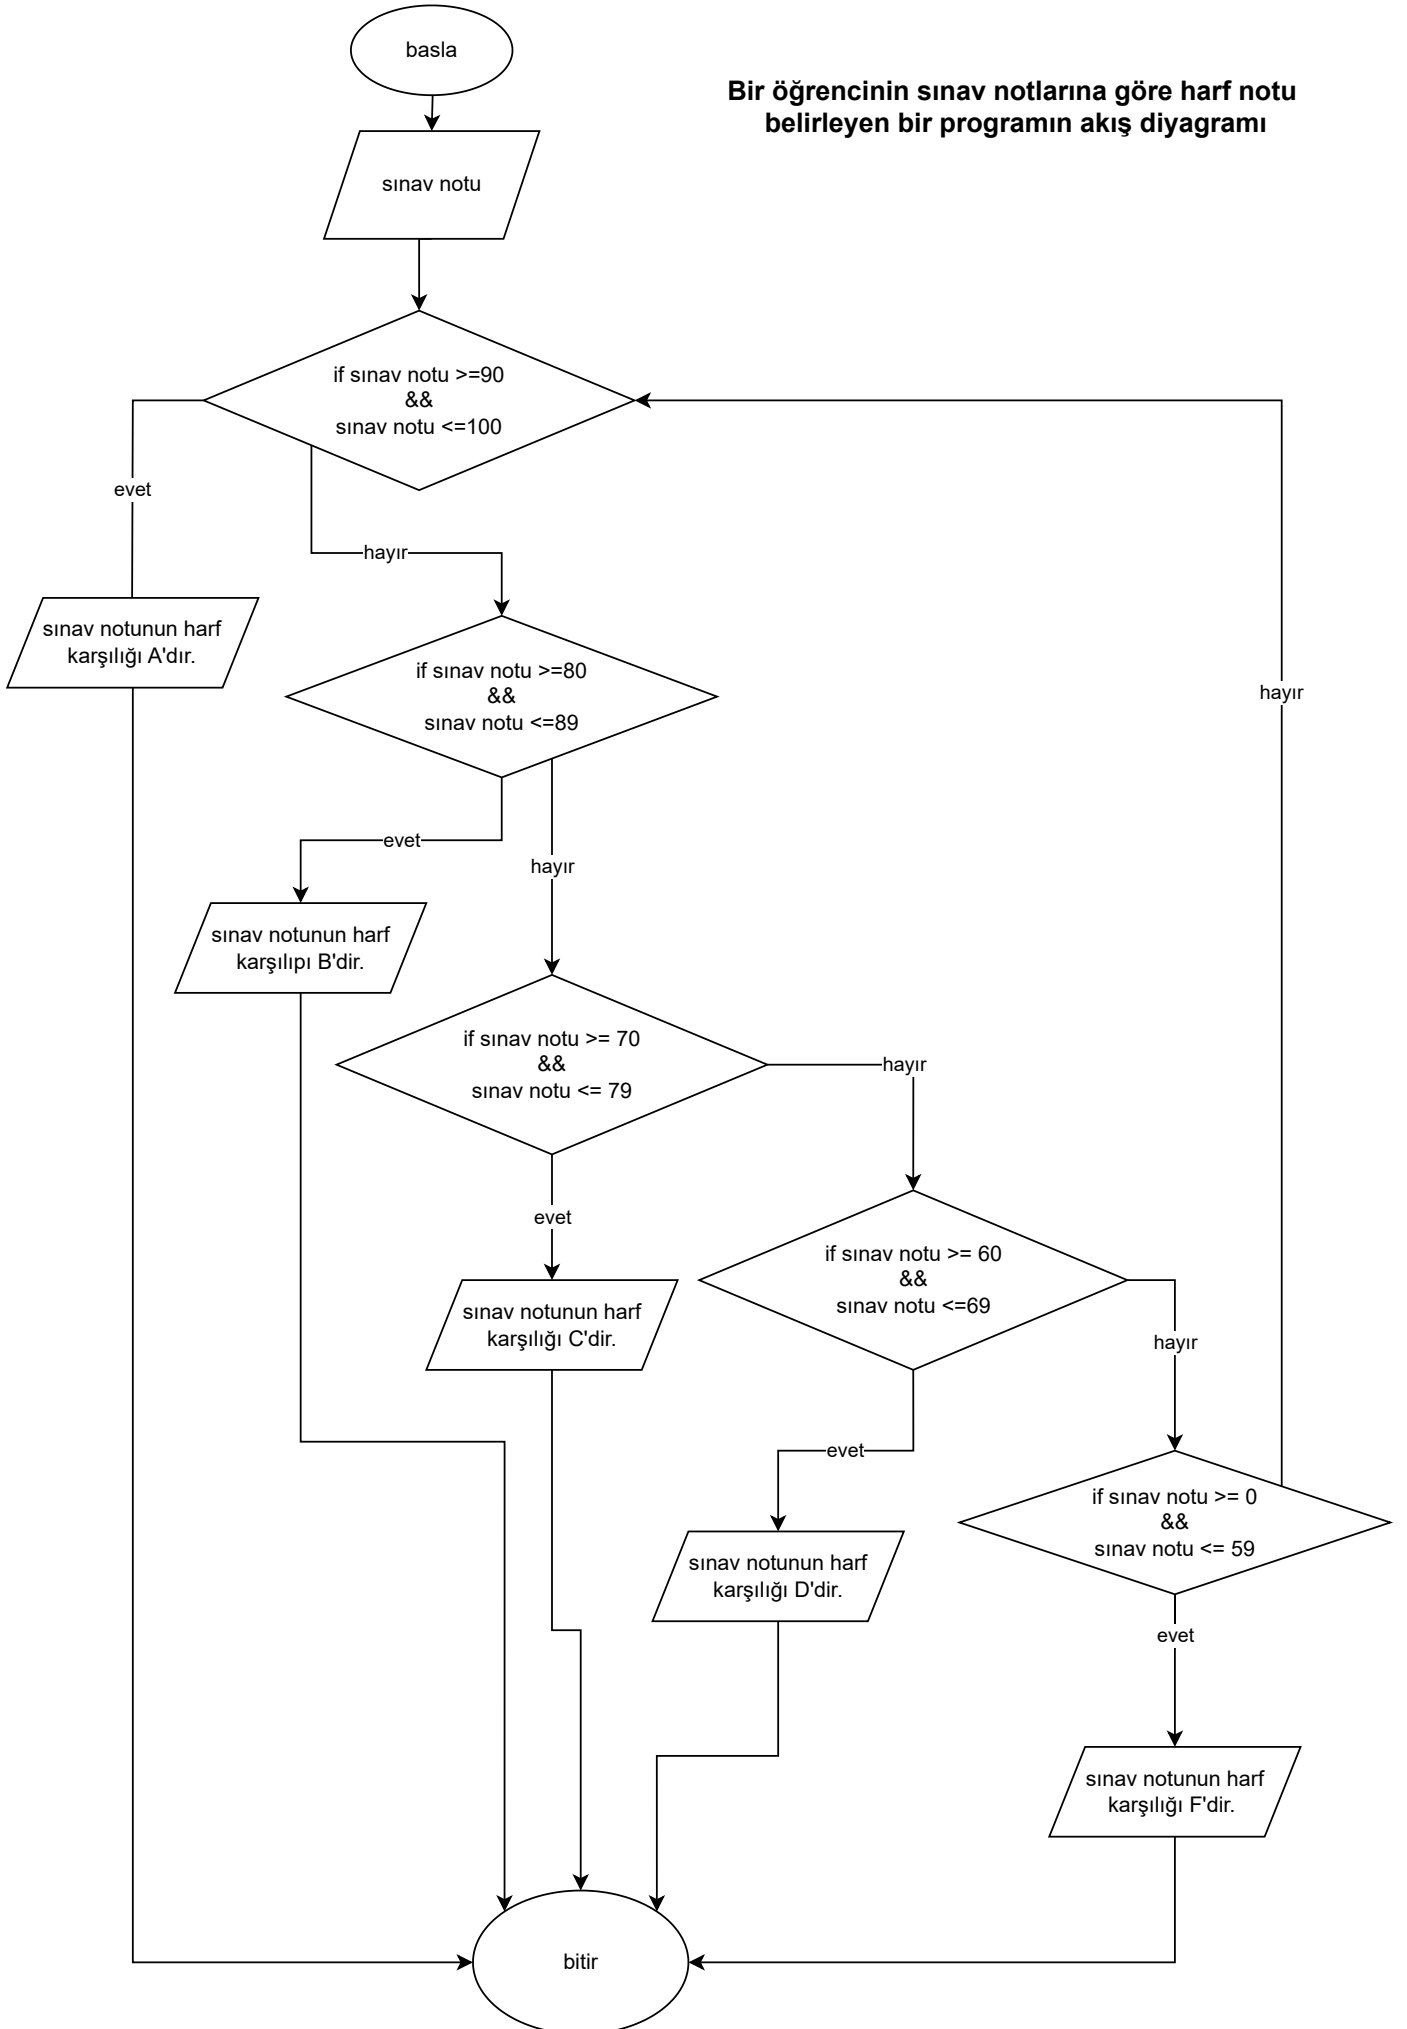 basla
Bir öğrencinin sınav notlarına göre harf notu
belirleyen bir programın akış diyagramı
sınav notu
if sınav notu >=90
&&
sınav notu <=100
evet
hayır
sınav notunun harf
karşılığı A'dır.
if sınav notu >=80
&&
sınav notu <=89
hayır
evet
hayır
sınav notunun harf
karşılıpı B'dir.
if sınav notu >= 70
&&
sınav notu <= 79
hayır
evet
if sınav notu >= 60
&&
sınav notu <=69
sınav notunun harf
karşılığı C'dir.
hayır
evet
if sınav notu >= 0
&&
sınav notu <= 59
sınav notunun harf
karşılığı D'dir.
evet
sınav notunun harf
karşılığı F'dir.
bitir